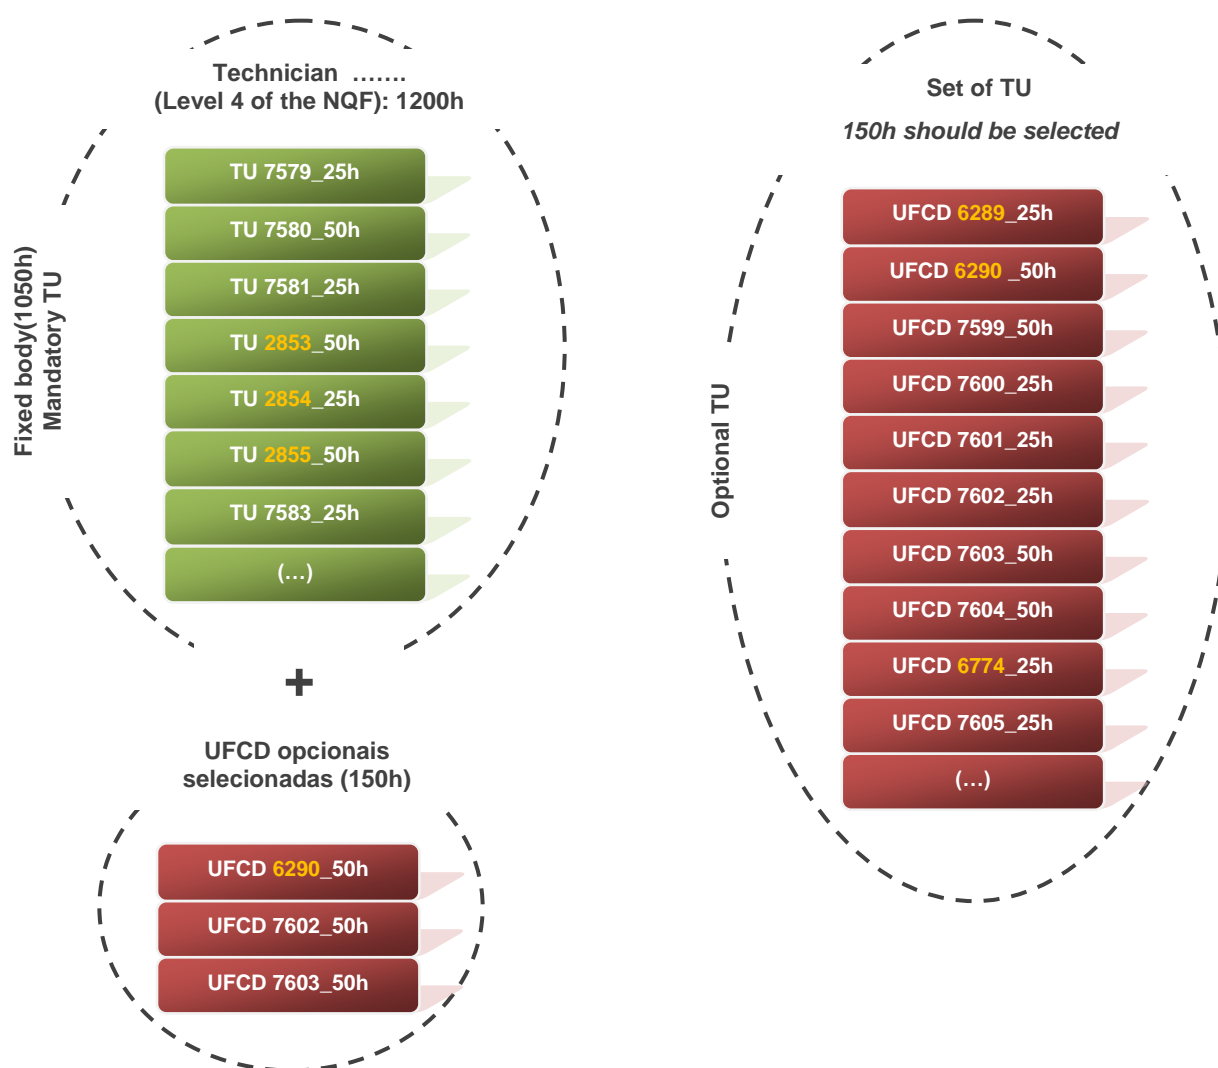 Technician .......
(Level 4 of the NQF): 1200h
Fixed body(1050h)
Mandatory TU
TU 7579_25h
TU 7580_50h
TU 7581_25h
TU 2853_50h
TU 2854_25h
TU 2855_50h
TU 7583_25h
(...)
+
UFCD opcionais
selecionadas (150h)
UFCD 6290_50h
UFCD 7602_50h
UFCD 7603_50h
Set of TU
150h should be selected
Optional TU
UFCD 6289_25h
UFCD 6290 _50h
UFCD 7599_50h
UFCD 7600_25h
UFCD 7601_25h
UFCD 7602_25h
UFCD 7603_50h
UFCD 7604_50h
UFCD 6774_25h
UFCD 7605_25h
(...)